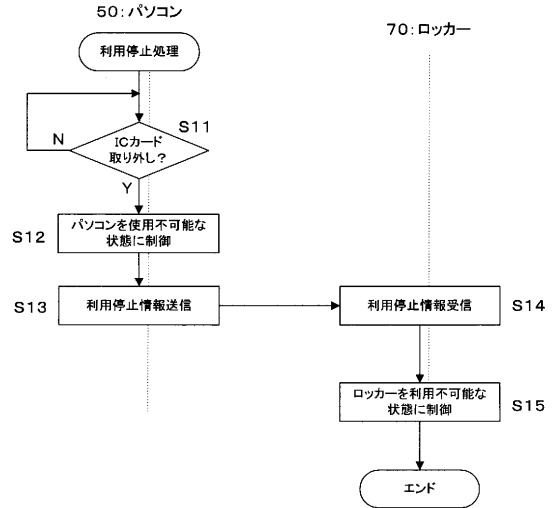 50:パソコン
70:ロッカー
利用停止処理
S11
N
ICカード
取り外し?
Y
S12
パソコンを使用不可能な
状態に制御
S13
利用停止情報送信
利用停止情報受信
S14
ロッカーを利用不可能な
状態に制御
S15
エンド